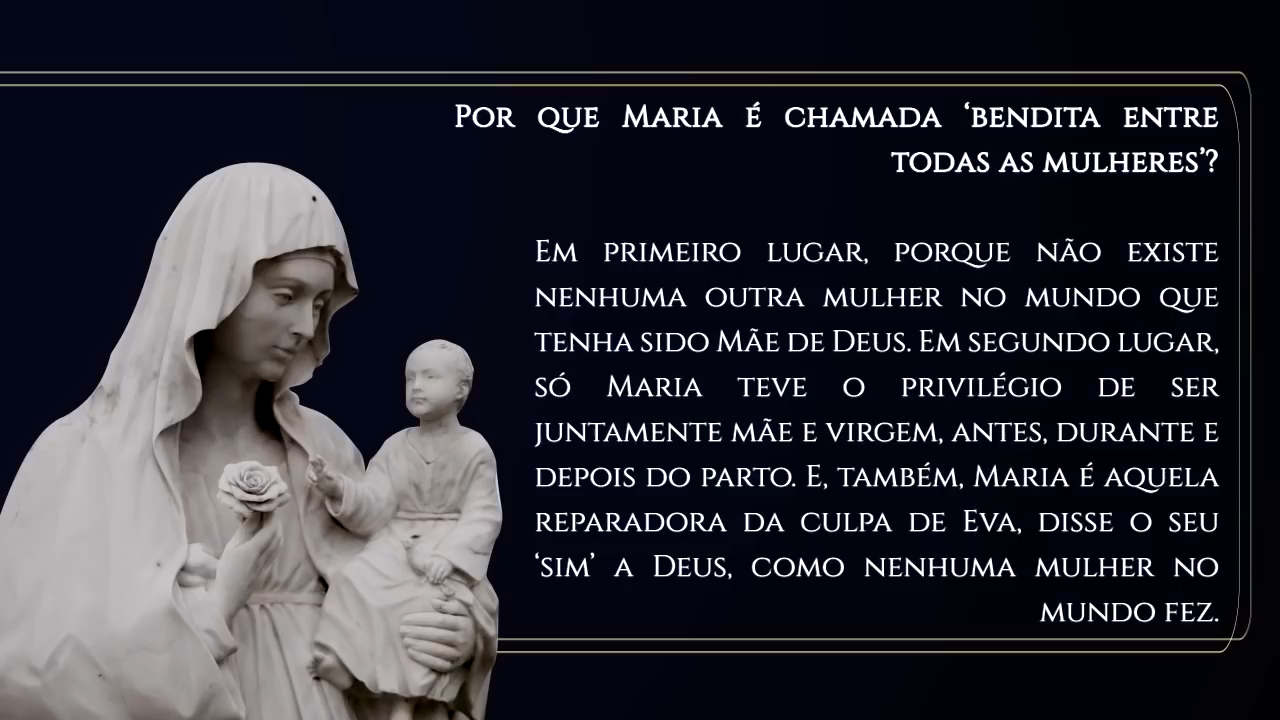 Por que Maria é chamada ‘bendita entre
todas as mulheres’?
Em primeiro lugar, porque não existe
nenhuma outra mulher no mundo que
tenha sido Mãe de Deus. Em segundo lugar,
só Maria teve o privilégio de ser
juntamente mãe e virgem, antes, durante e
depois do parto. E, também, Maria é aquela
reparadora da culpa de Eva, disse o seu
‘sim’ a Deus, como nenhuma mulher no
mundo fez.